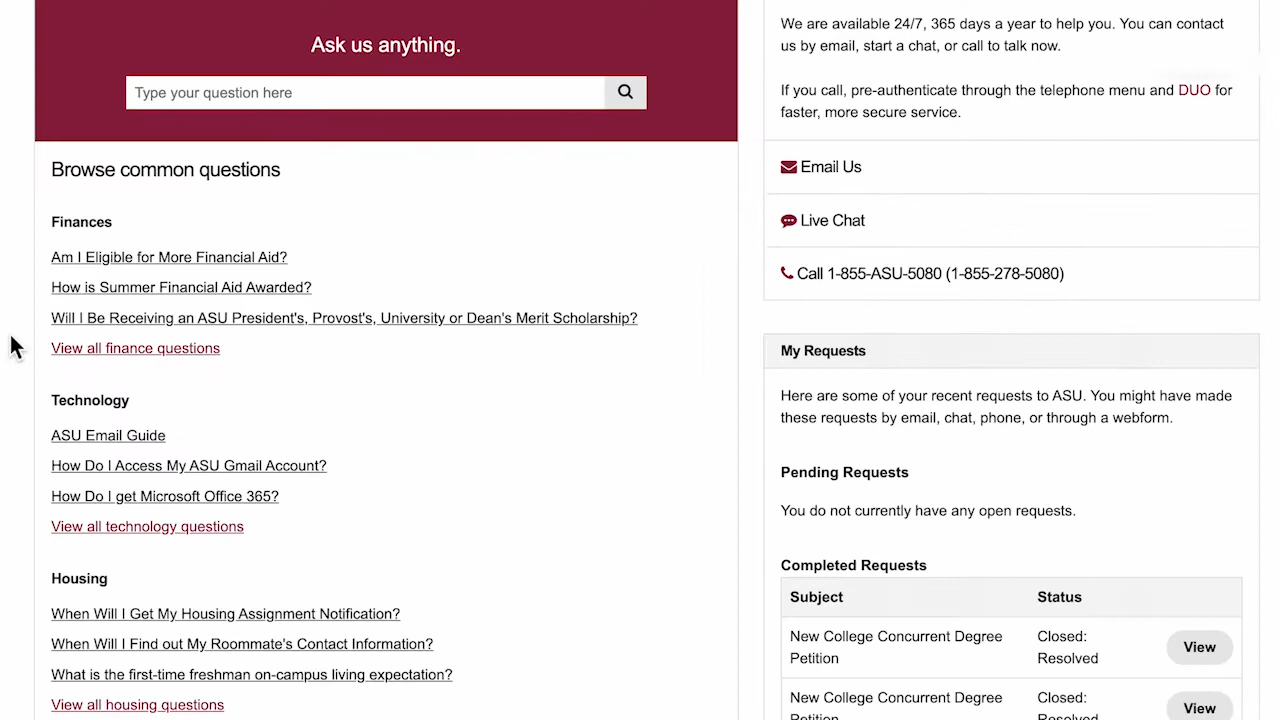 Ask us anything.
Type your question here
Browse common questions
Finances
Am I Eligible for More Financial Aid?
How is Summer Financial Aid Awarded?
Will I Be Receiving an ASU President's, Provost's, University or Dean's Merit Scholarship?
View all finance questions
Technology
ASU Email Guide
How Do I Access My ASU Gmail Account?
How Do I get Microsoft Office 365?
View all technology questions
Housing
When Will I Get My Housing Assignment Notification?
When Will I Find out My Roommate's Contact Information?
What is the first-time freshman on-campus living expectation?
View all housing questions
We are available 24/7, 365 days a year to help you. You can contact
us by email, start a chat, or call to talk now.
If you call, pre-authenticate through the telephone menu and DUO for
faster, more secure service.
Email Us
Live Chat
Call 1-855-ASU-5080 (1-855-278-5080)
My Requests
Here are some of your recent requests to ASU. You might have made
these requests by email, chat, phone, or through a webform.
Pending Requests
You do not currently have any open requests.
Completed Requests
Subject Status
New College Concurrent Degree Closed:
Petition Resolved
View
New College Concurrent Degree Closed:
Petition Resolved
View